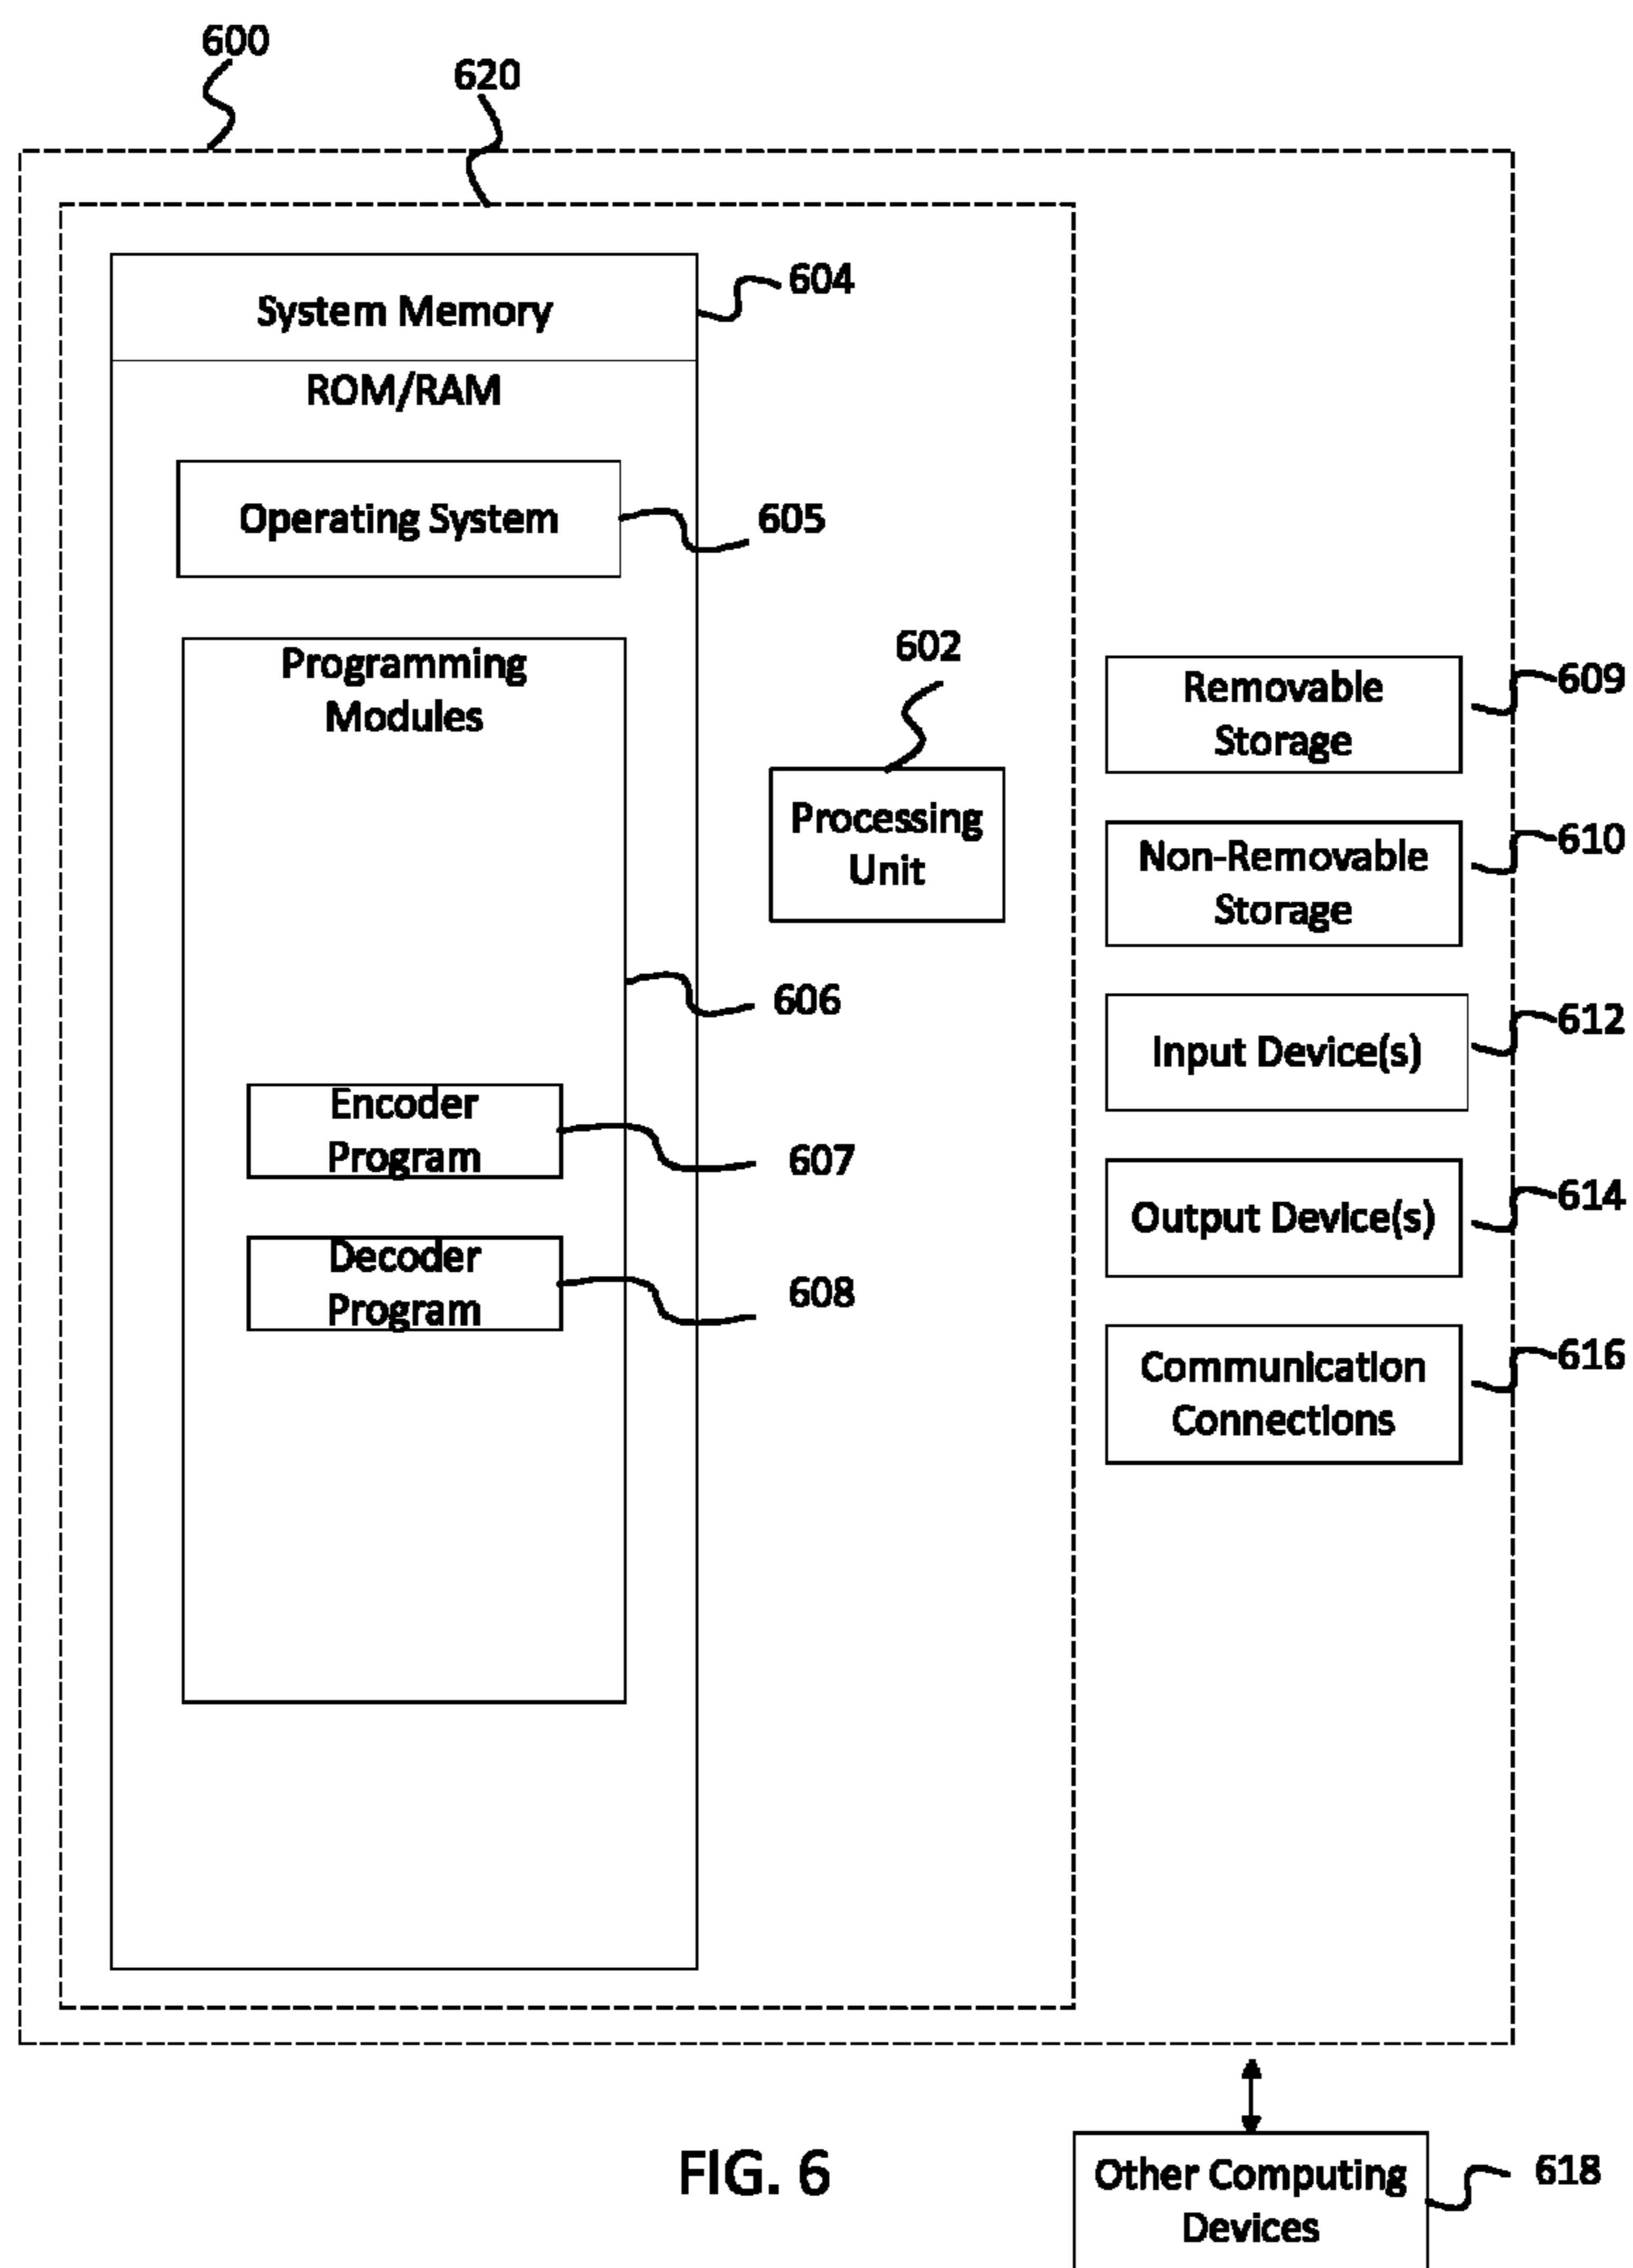 600
620
System Memory
604
ROM/RAM
Operating System
605
Programming
Modules
602
Processing
Unit
606
Encoder
Program
607
Decoder
Program
608
Removable
Storage
609
Non-Removable
Storage
610
Input Device(s)
612
Output Device(s)
614
Communication
Connections
616
FIG. 6
Other Computing
Devices
618